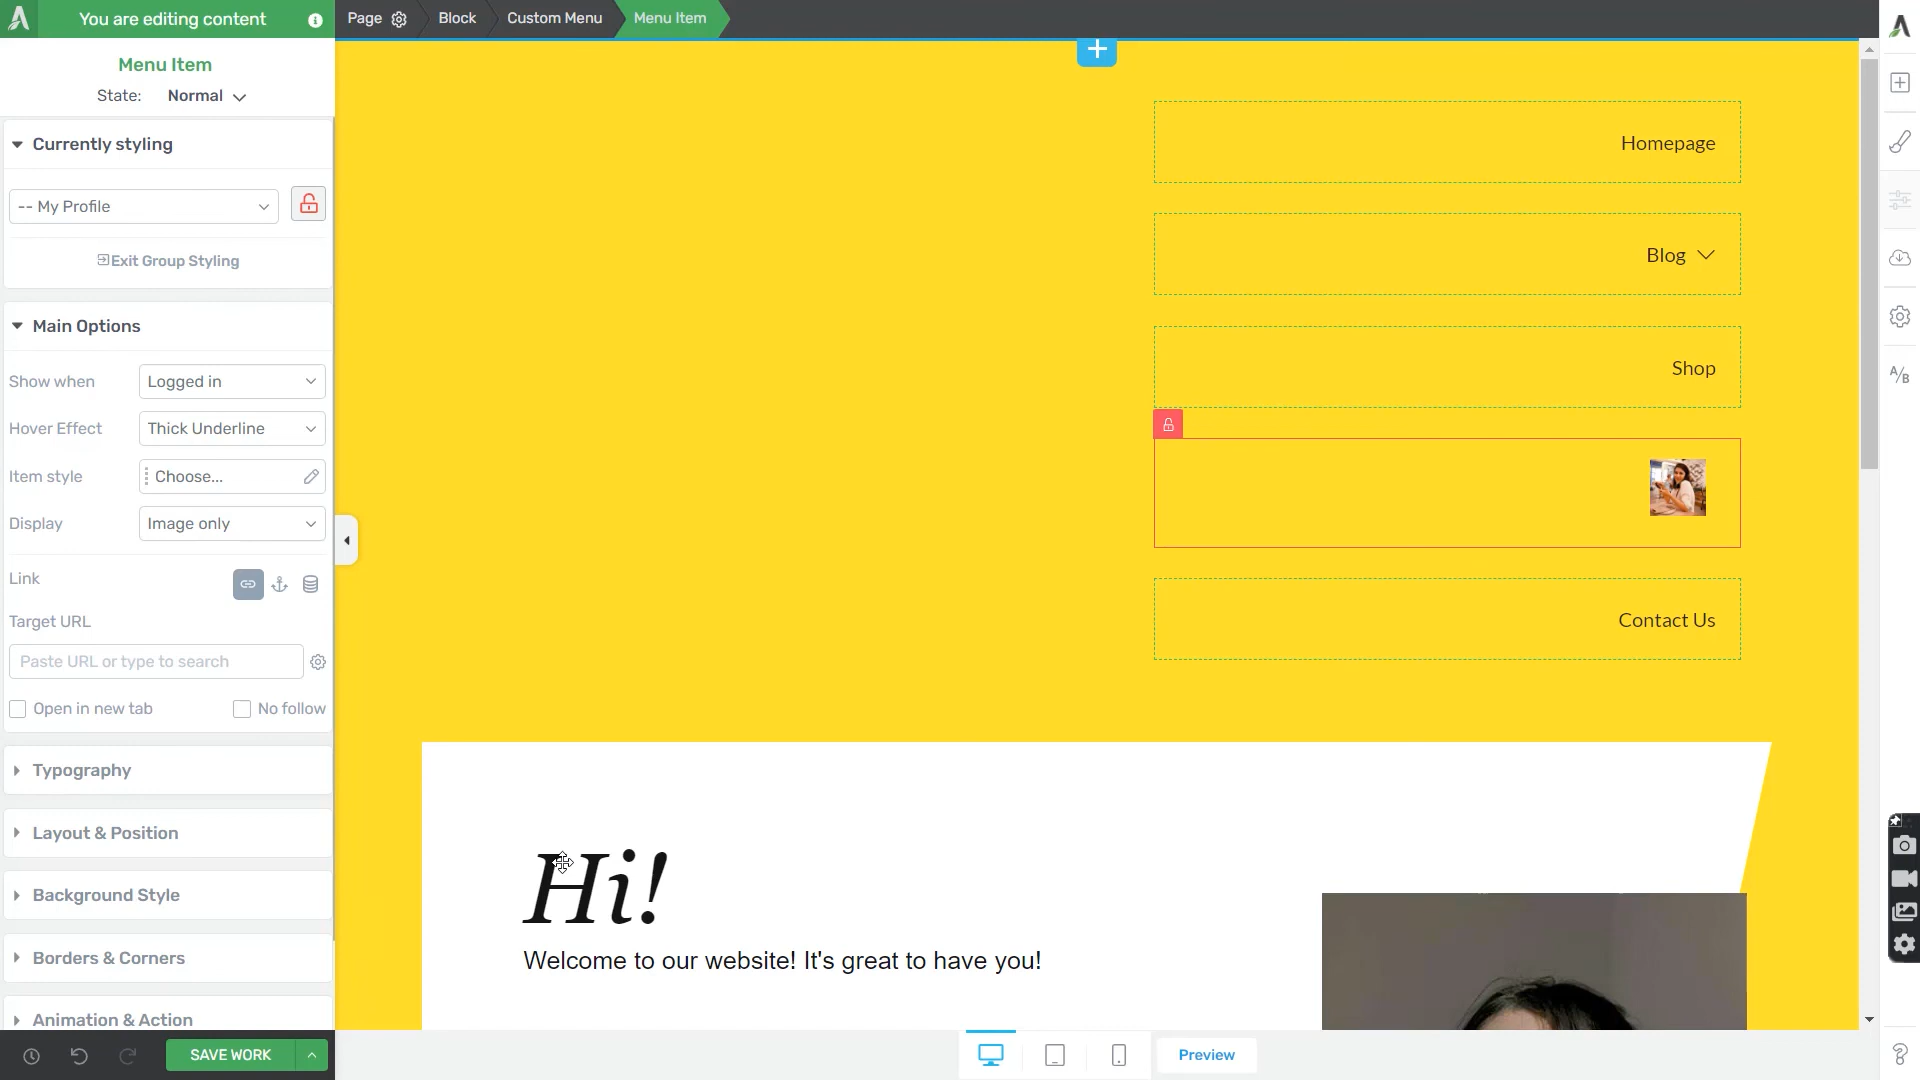 You are editing content
Page
Block
Custom Menu
Menu Item
Menu Item
State: Normal
Currently styling
-- My Profile
Exit Group Styling
Main Options
Show when Logged in
Hover Effect Thick Underline
Item style Choose...
Display Image only
Link
Target URL
Paste URL or type to search
Open in new tab No follow
Typography
Layout & Position
Background Style
Borders & Corners
Animation & Action
SAVE WORK
Homepage
Blog
Shop
Contact Us
Hi!
Welcome to our website! It's great to have you!
Preview
A/B